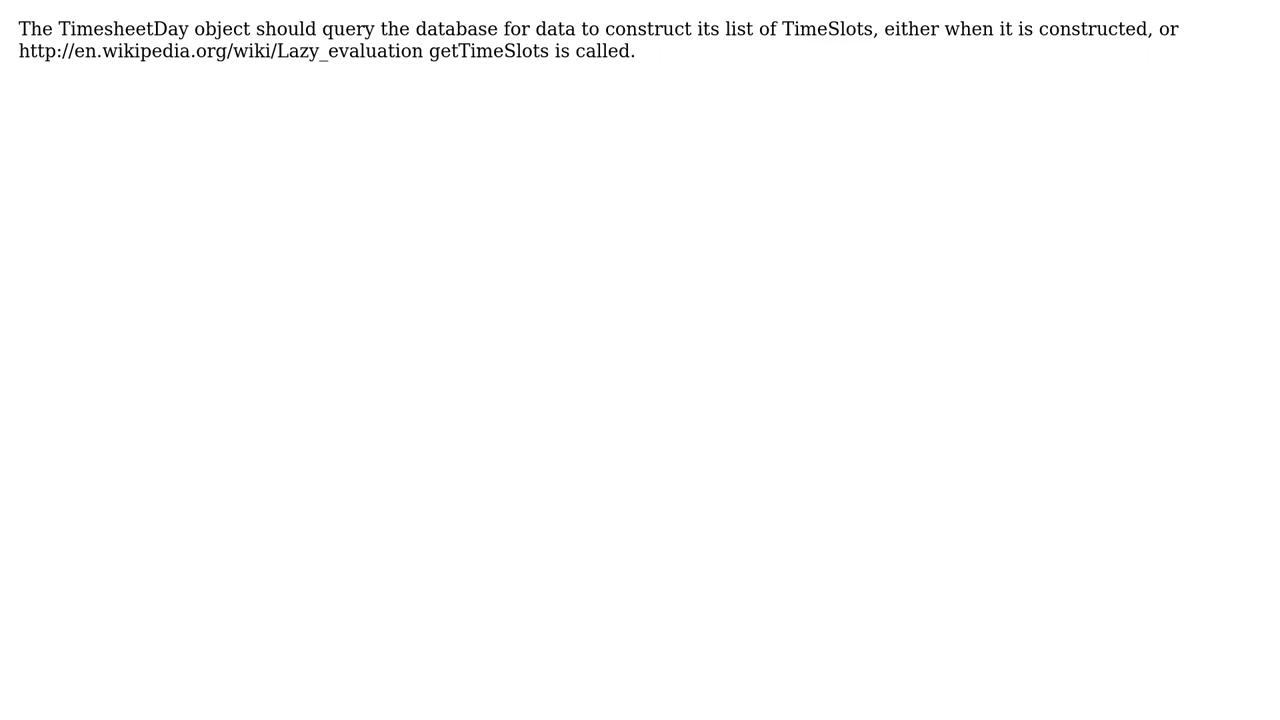 The TimesheetDay object should query the database for data to construct its list of TimeSlots, either when it is constructed, or
http://en.wikipedia.org/wiki/Lazy_evaluation getTimeSlots is called.